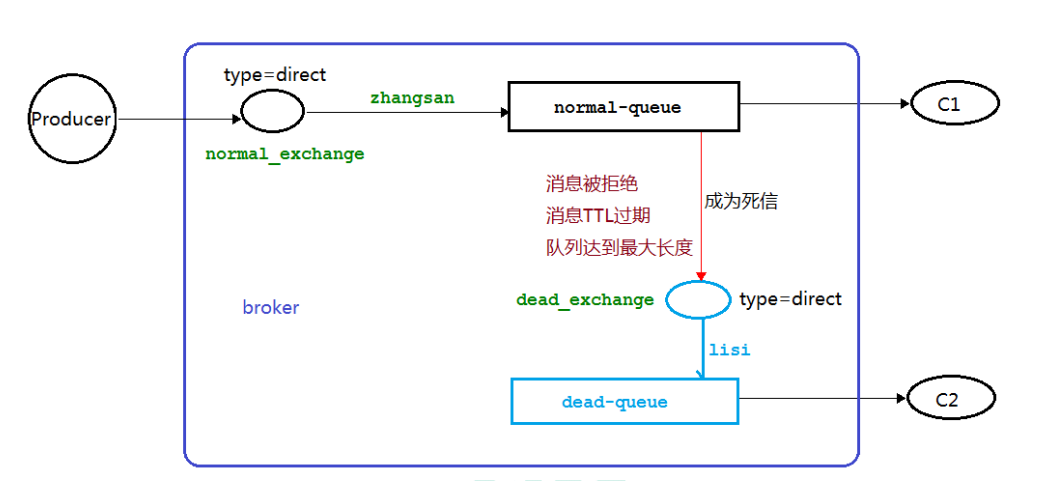 type=direct
zhangsan
normal-queue
C1
Producer
normal_exchange
消息被拒绝
消息TTL过期
成为死信
队列达到最大长度
dead_exchange
type=direct
broker
lisi
dead-queue
C2